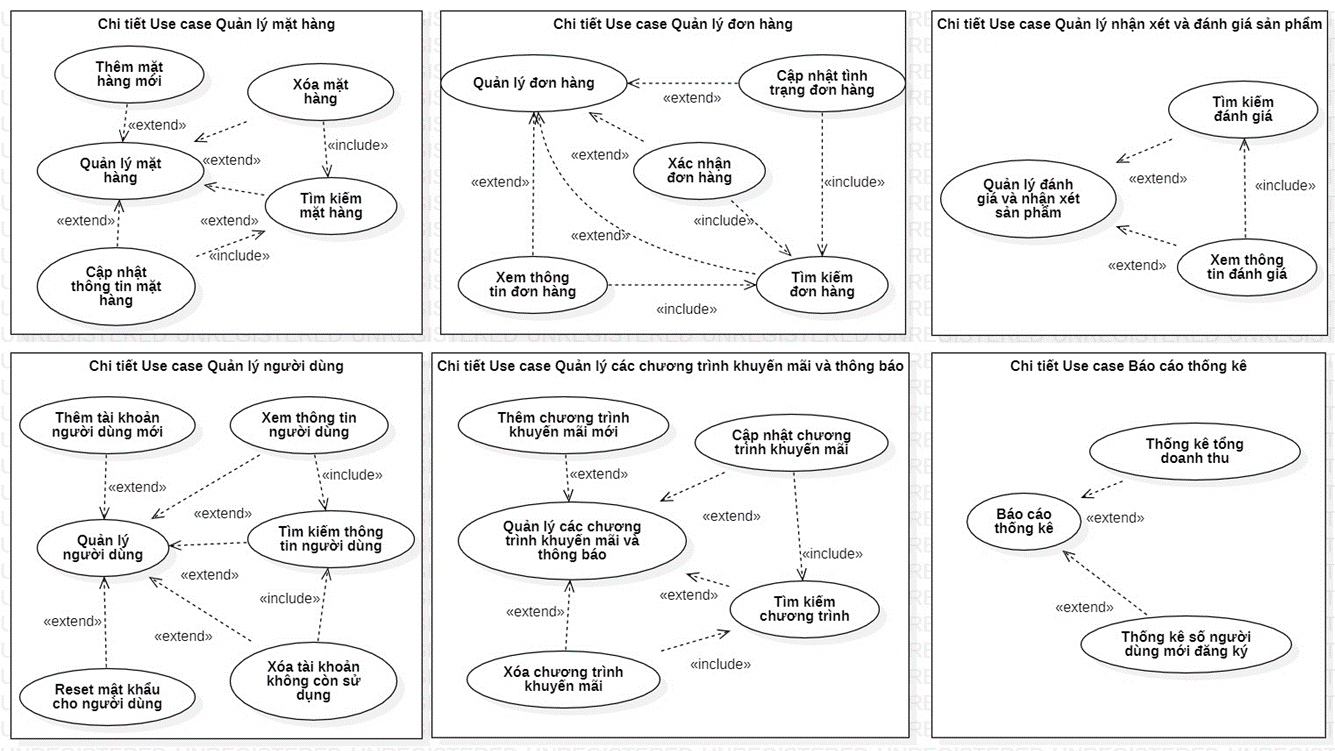 Chi tiết Use case Quản lý mặt hàng
Thêm mặt
hàng mới
Xóa mặt
hàng
«extend»
«include»
Quản lý mặt
hàng
«extend»
Tìm kiếm
mặt hàng
«extend»
«extend»
«include»
Cập nhật
thông tin mặt
hàng
Chi tiết Use case Quản lý đơn hàng
Quản lý đơn hàng
Cập nhật tình
trạng đơn hàng
«extend»
«extend»
Xác nhận
đơn hàng
«extend»
«include»
«include»
«extend»
Xem thông
tin đơn hàng
Tìm kiếm
đơn hàng
«include»
Chi tiết Use case Quản lý nhận xét và đánh giá sản phẩm
Tìm kiếm
đánh giá
«extend»
«include»
Quản lý đánh
giá và nhận xét
sản phẩm
«extend»
Xem thông
tin đánh giá
UNREGISTERED UNREGISTERED UNREGISTERED UNREGISTERED
Chi tiết Use case Quản lý người dùng
Thêm tài khoản
người dùng mới
Xem thông tin
người dùng
«extend»
«include»
«extend»
Quản lý
người dùng
Tìm kiếm thông
tin người dùng
«extend»
«include»
«extend»
«extend»
Reset mật khẩu
cho người dùng
Xóa tài khoản
không còn sử
dụng
Chi tiết Use case Quản lý các chương trình khuyến mãi và thông báo
Thêm chương trình
khuyến mãi mới
Cập nhật chương
trình khuyến mãi
«extend»
«extend»
Quản lý các chương
trình khuyến mãi và
thông báo
«include»
«extend»
«extend»
Tìm kiếm
chương trình
«include»
Xóa chương trình
khuyến mãi
Chi tiết Use case Báo cáo thống kê
Thống kê tổng
doanh thu
Báo cáo
thống kê
«extend»
«extend»
Thống kê số người
dùng mới đăng ký